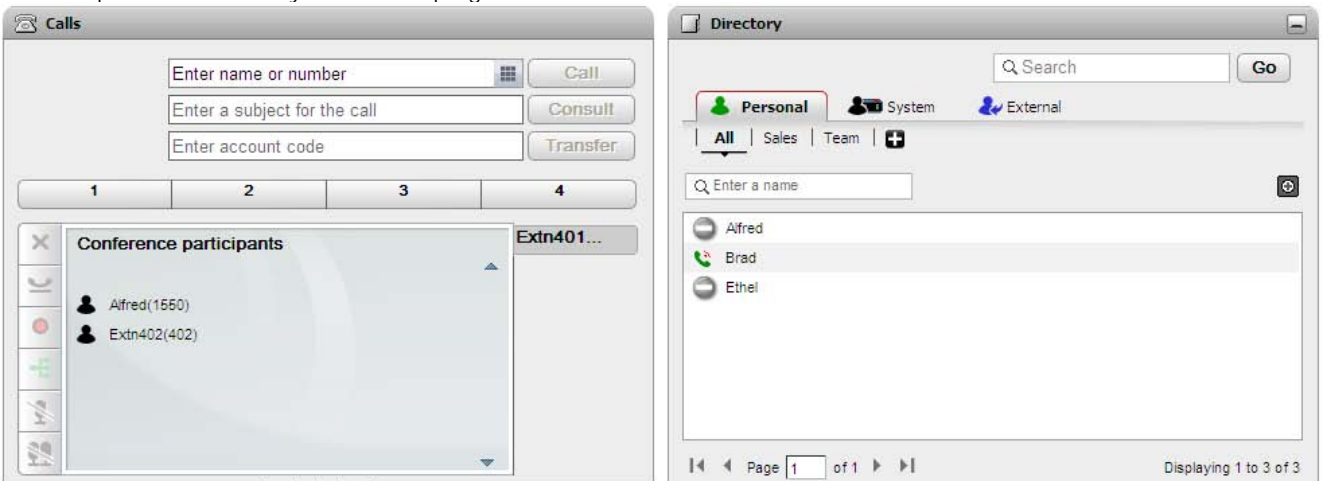 Calls
Enter name or number
Call
Enter a subject for the call
Consult
Enter account code
Transfer
1 2 3 4
Conference participants
Extn401...
Alfred(1550)
Extn402(402)
Directory
Search
Go
Personal System External
All | Sales | Team |
Enter a name
Alfred
Brad
Ethel
Page 1 of 1
Displaying 1 to 3 of 3